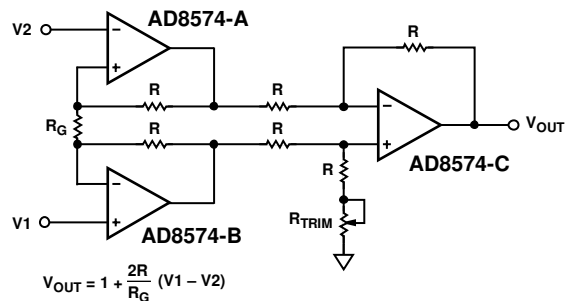 AD8574-A
V2
R
R
R
R_G
R
R
V_OUT
AD8574-C
R
V1
AD8574-B
R_TRIM
V_OUT = 1 + 2R/R_G (V1 – V2)